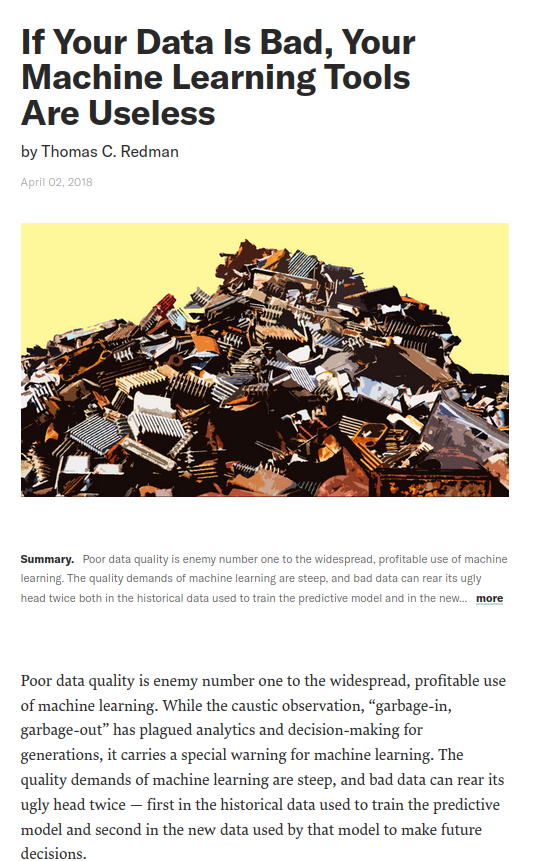 If Your Data Is Bad, Your
Machine Learning Tools
Are Useless
by Thomas C. Redman
April 02, 2018
Summary. Poor data quality is enemy number one to the widespread, profitable use of machine
learning. The quality demands of machine learning are steep, and bad data can rear its ugly
head twice both in the historical data used to train the predictive model and in the new... more
Poor data quality is enemy number one to the widespread, profitable use
of machine learning. While the caustic observation, “garbage-in,
garbage-out” has plagued analytics and decision-making for
generations, it carries a special warning for machine learning. The
quality demands of machine learning are steep, and bad data can rear its
ugly head twice — first in the historical data used to train the predictive
model and second in the new data used by that model to make future
decisions.